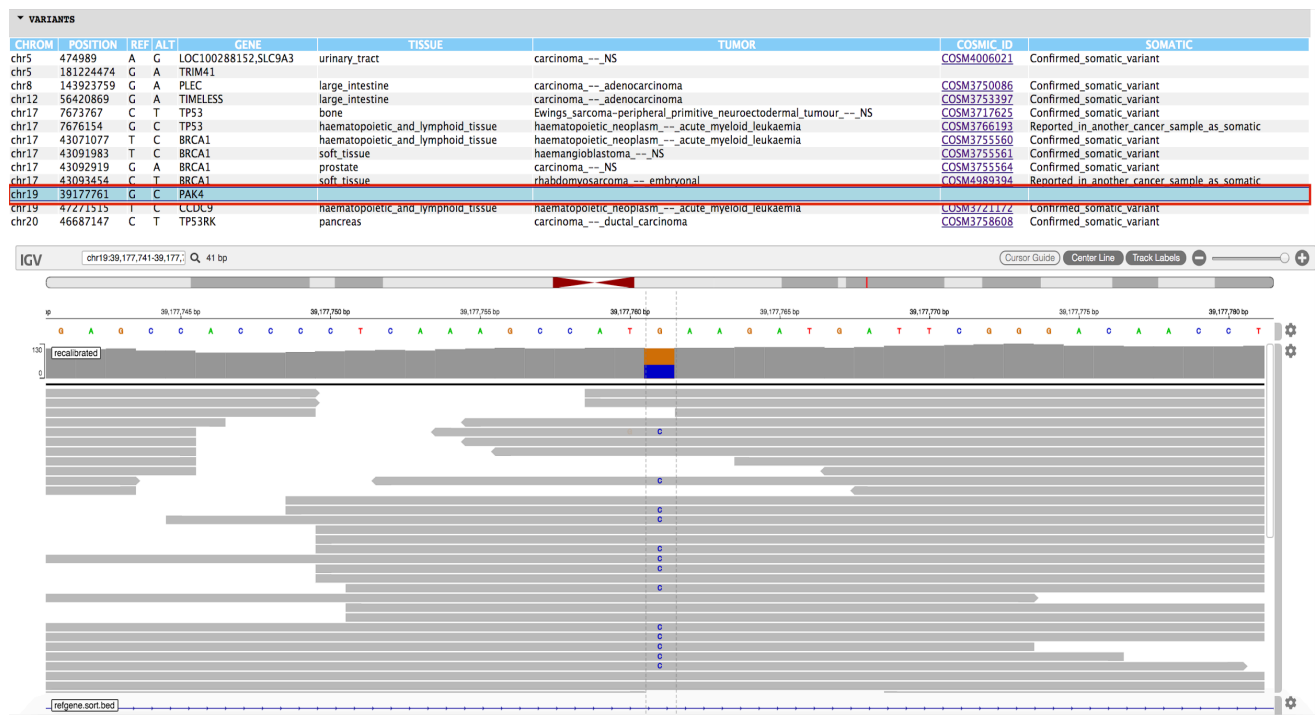 ▼ VARIANTS
CHROM POSITION REF ALT GENE TISSUE TUMOR COSMIC_ID SOMATIC
chr5 474989 A G LOC100288152,SLC9A3 urinary_tract carcinoma_--_NS COSM4006021 Confirmed_somatic_variant
chr5 181224474 G A TRIM41
chr8 143923759 G A PLEC large_intestine carcinoma_--_adenocarcinoma COSM3750086 Confirmed_somatic_variant
chr12 56420869 G A TIMELESS large_intestine carcinoma_--_adenocarcinoma COSM3753397 Confirmed_somatic_variant
chr17 7673767 C T TP53 bone Ewings_sarcoma-peripheral_primitive_neuroectodermal_tumour_--_NS COSM3717625 Confirmed_somatic_variant
chr17 7676154 G C TP53 haematopoietic_and_lymphoid_tissue haematopoietic_neoplasm_--_acute_myeloid_leukaemia COSM3766193 Reported_in_another_cancer_sample_as_somatic
chr17 43071077 T C BRCA1 haematopoietic_and_lymphoid_tissue haematopoietic_neoplasm_--_acute_myeloid_leukaemia COSM3755560 Confirmed_somatic_variant
chr17 43091983 T C BRCA1 soft_tissue haemangioblastoma_--_NS COSM3755561 Confirmed_somatic_variant
chr17 43092919 G A BRCA1 prostate carcinoma_--_NS COSM3755564 Confirmed_somatic_variant
chr17 43093454 C T BRCA1 soft_tissue rhabdomyosarcoma_--_embryonal COSM4989394 Reported_in_another_cancer_sample_as_somatic
chr19 39177761 G C PAK4
chr19 47271515 T C CCDC9 haematopoietic_and_lymphoid_tissue haematopoietic_neoplasm_--_acute_myeloid_leukaemia COSM3721172 Confirmed_somatic_variant
chr20 46687147 C T TP53RK pancreas carcinoma_--_ductal_carcinoma COSM3758608 Confirmed_somatic_variant
IGV chr19:39,177,741-39,177, 41 bp Cursor Guide Center Line Track Labels
39,177,745 bp 39,177,750 bp 39,177,755 bp 39,177,760 bp 39,177,765 bp 39,177,770 bp 39,177,775 bp 39,177,780 bp
G A G C C A C C C C T C A A A G C C A T G A A G A T G A T T C G G G A C A A C C T
130 recalibrated
0
C
C
C
C
C
C
C
C
C
C
C
C
C
refgene.sort.bed